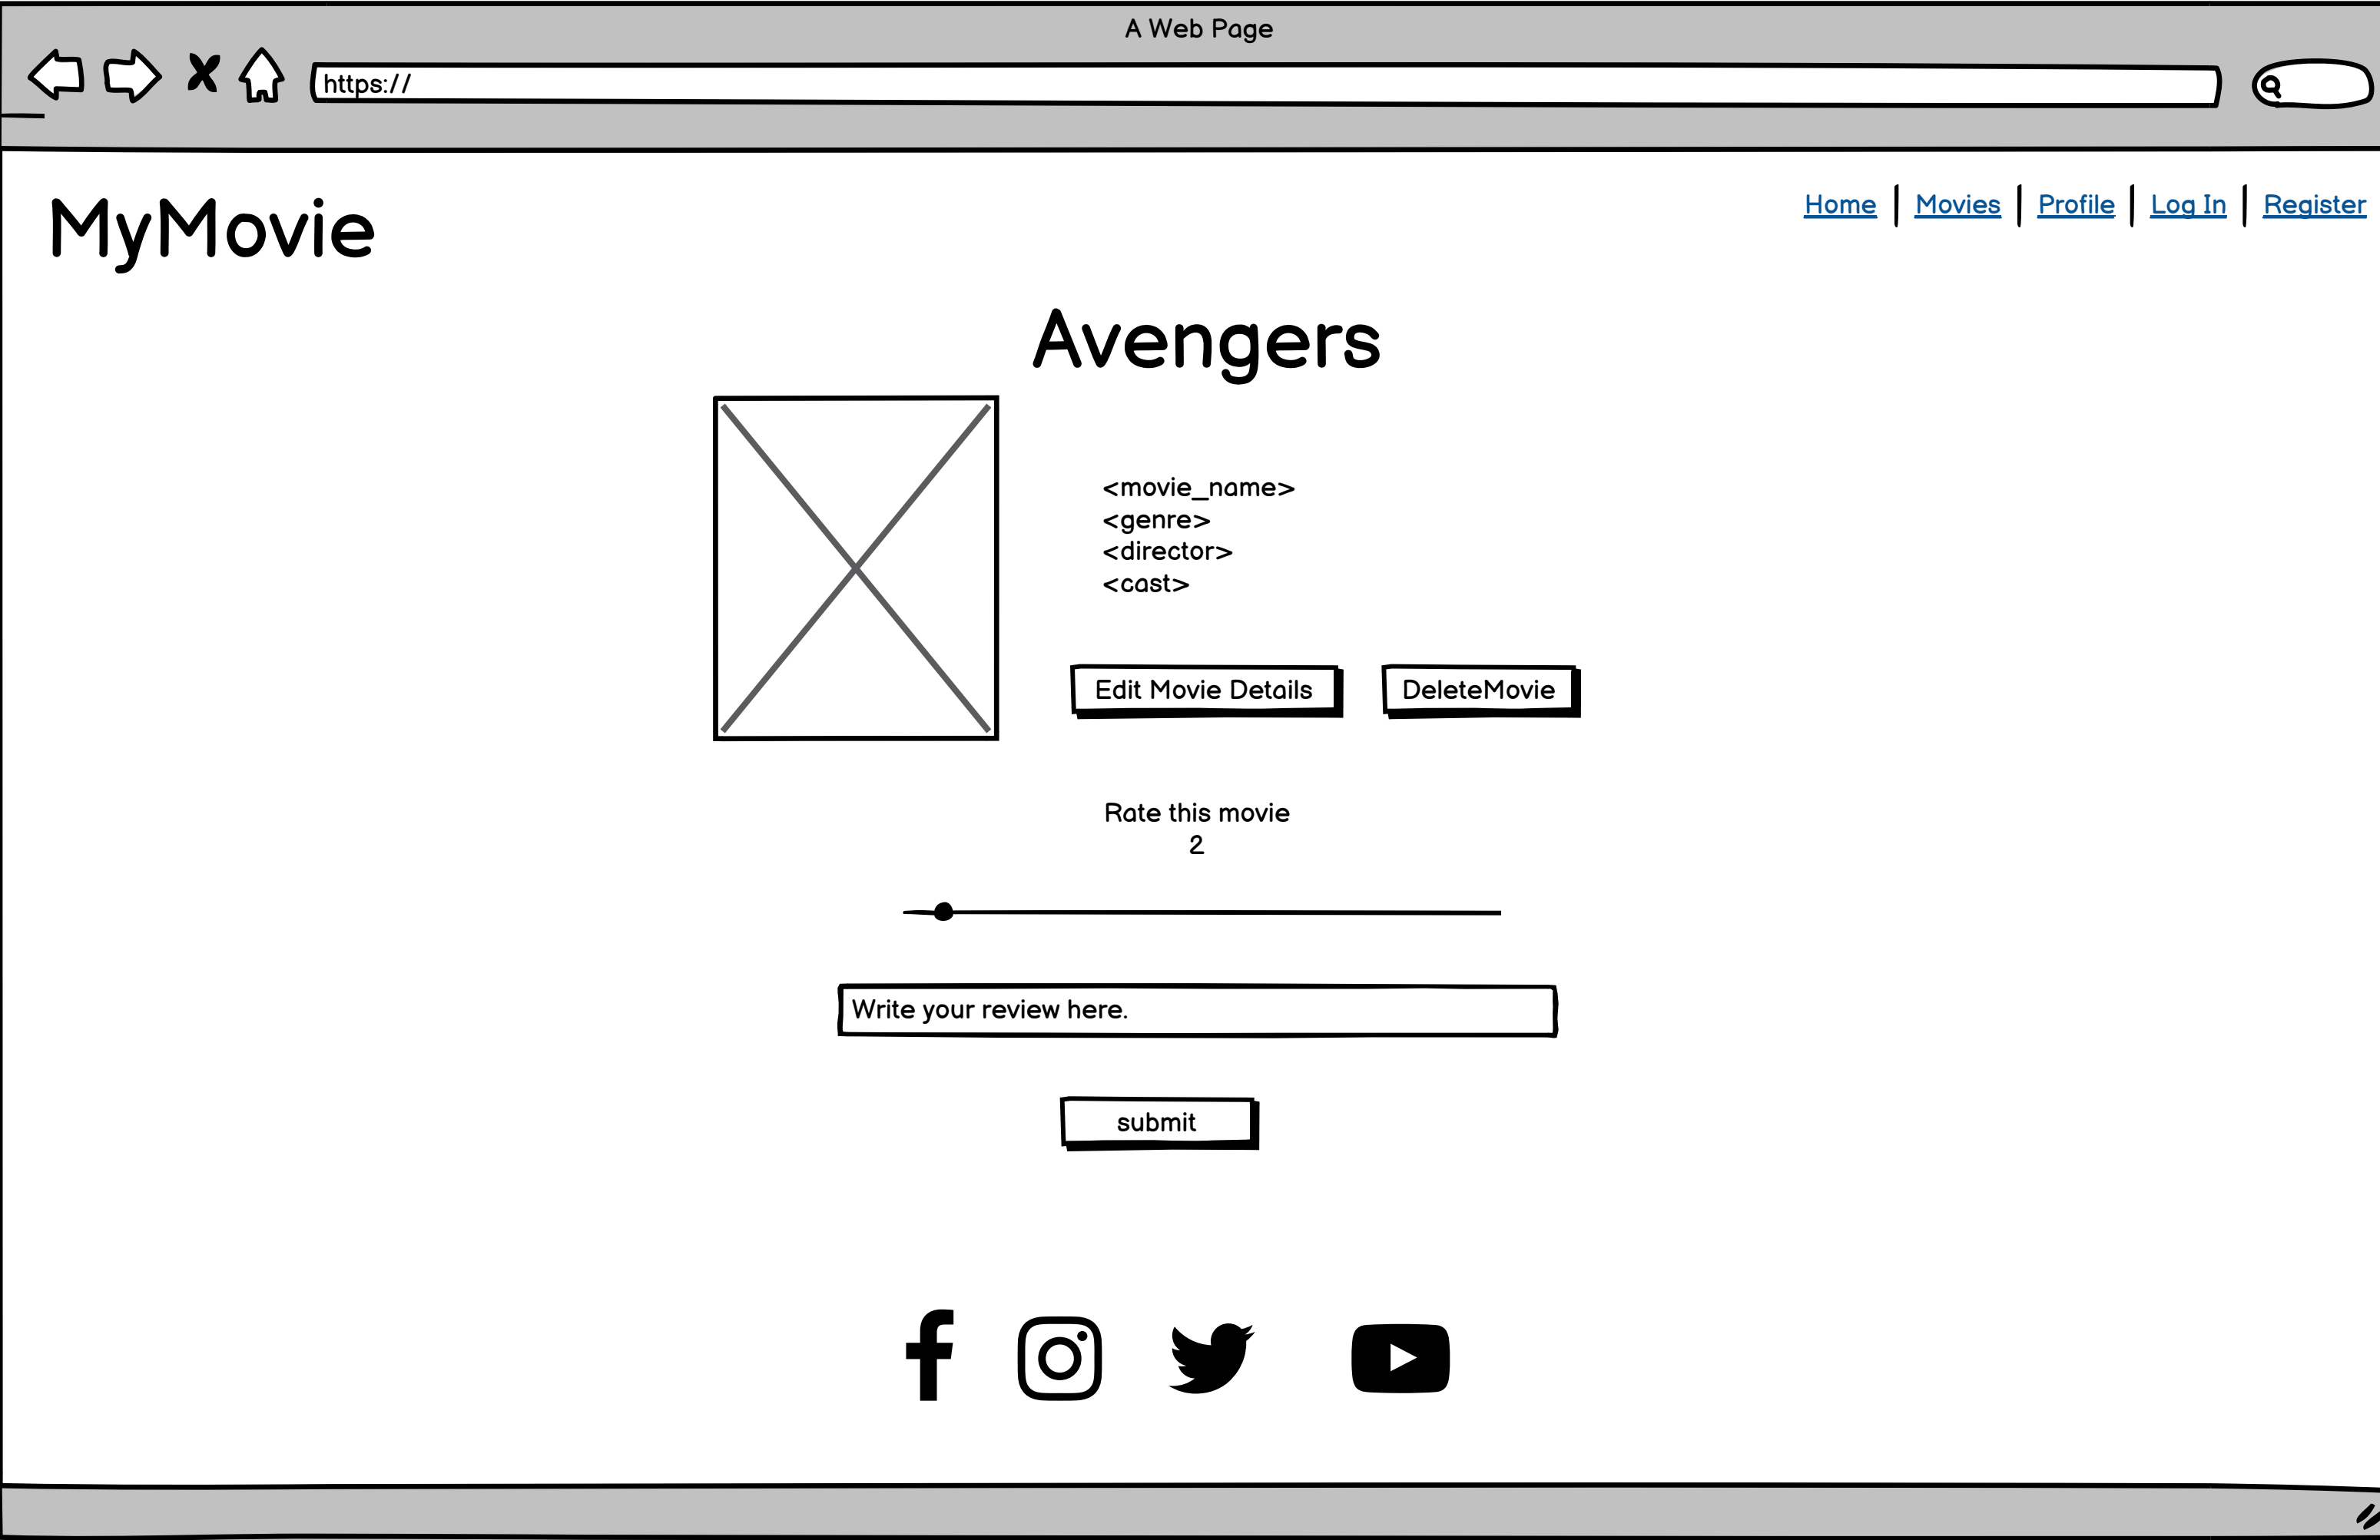 A Web Page
https://
MyMovie
Home Movies Profile Log In Register
Avengers
<movie_name>
<genre>
<director>
<cast>
Edit Movie Details DeleteMovie
Rate this movie
2
Write your review here.
submit